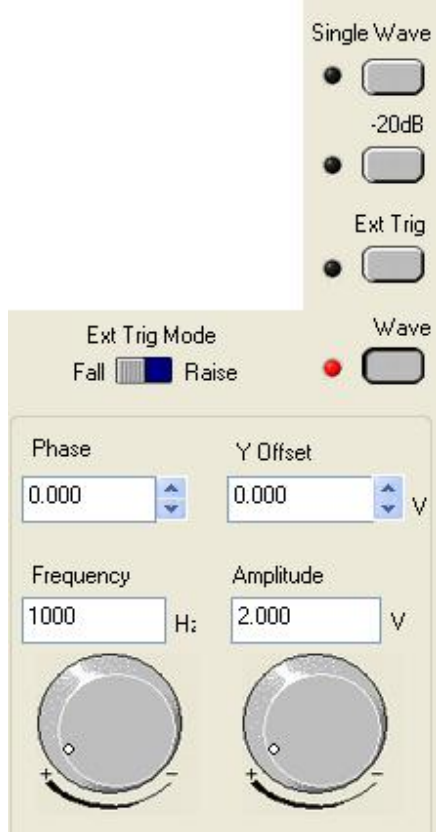 Single Wave
-20dB
Ext Trig
Wave
Ext Trig Mode
Fall Raise
Phase Y Offset
0.000 0.000 V
Frequency Amplitude
1000 Hz 2.000 V
+ - + -